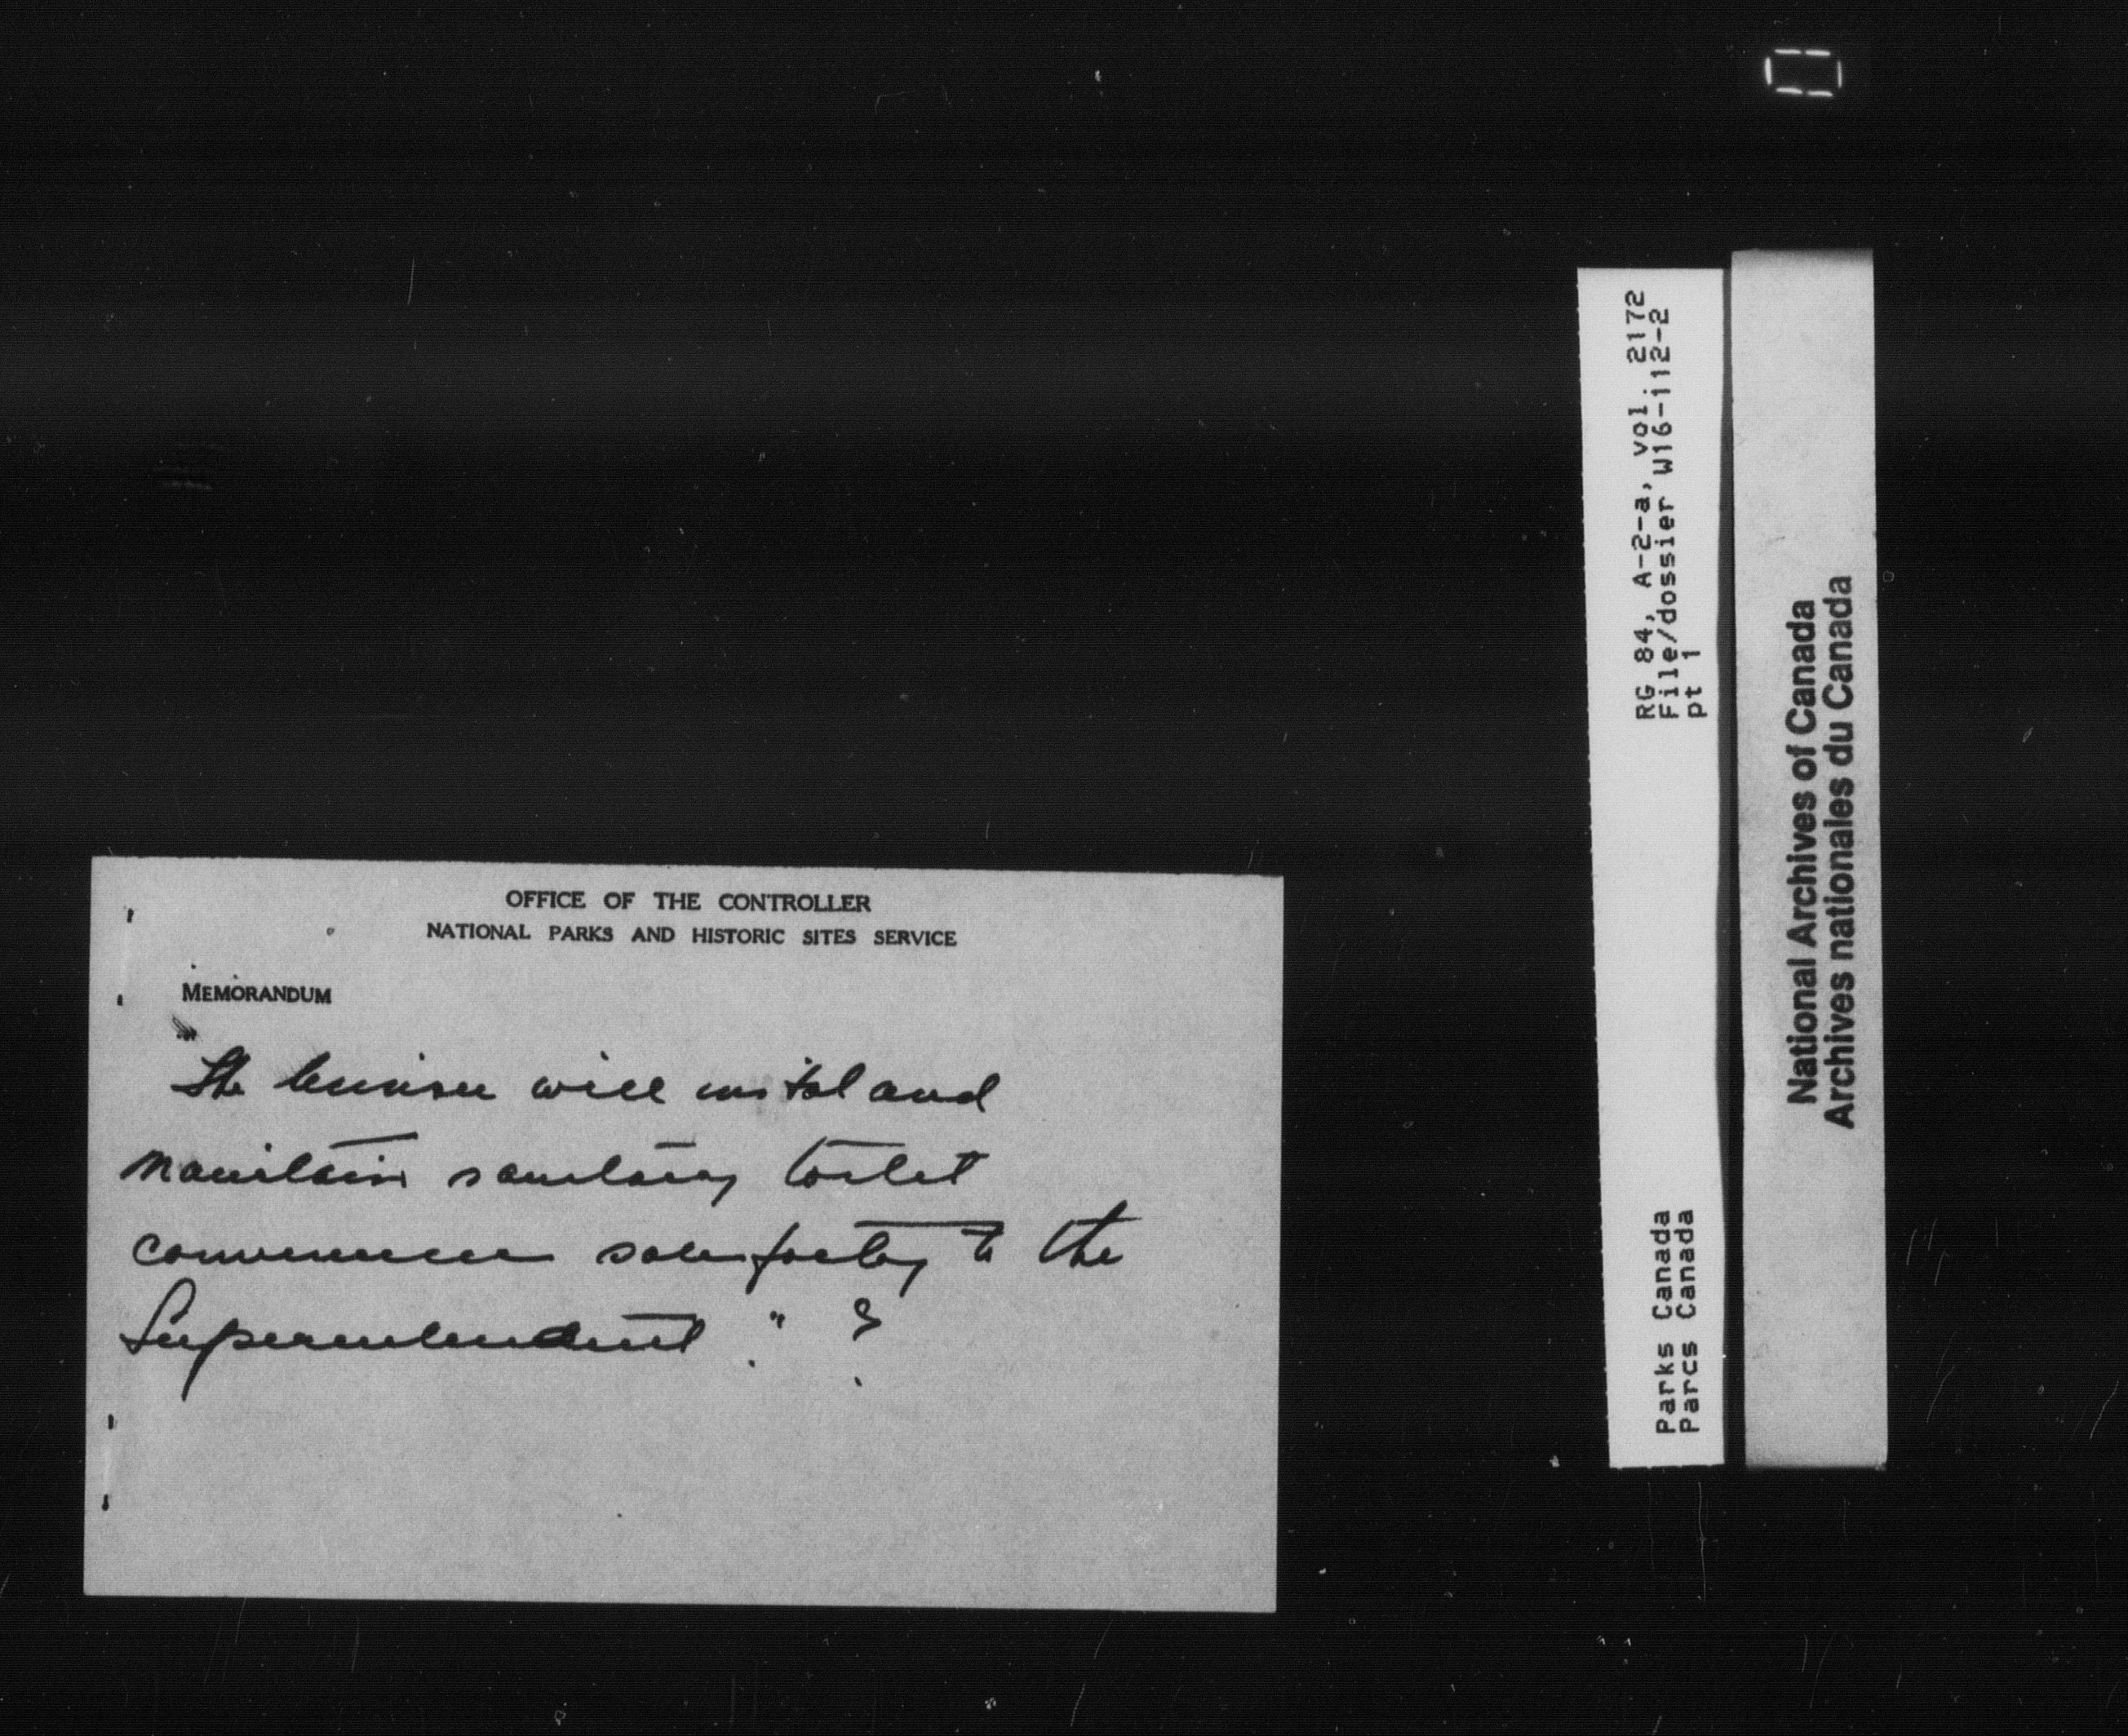 OFFICE OF THE CONTROLLER
NATIONAL PARKS AND HISTORIC SITES SERVICE
MEMORANDUM
"The licensee will instal and
maintain sanitary toilet
conveniences satisfactory to the
Superintendent." ?
RG 84, A-2-a, vol. 2172
File/dossier W16-112-2
pt 1
Parks Canada
Parcs Canada
National Archives of Canada
Archives nationales du Canada